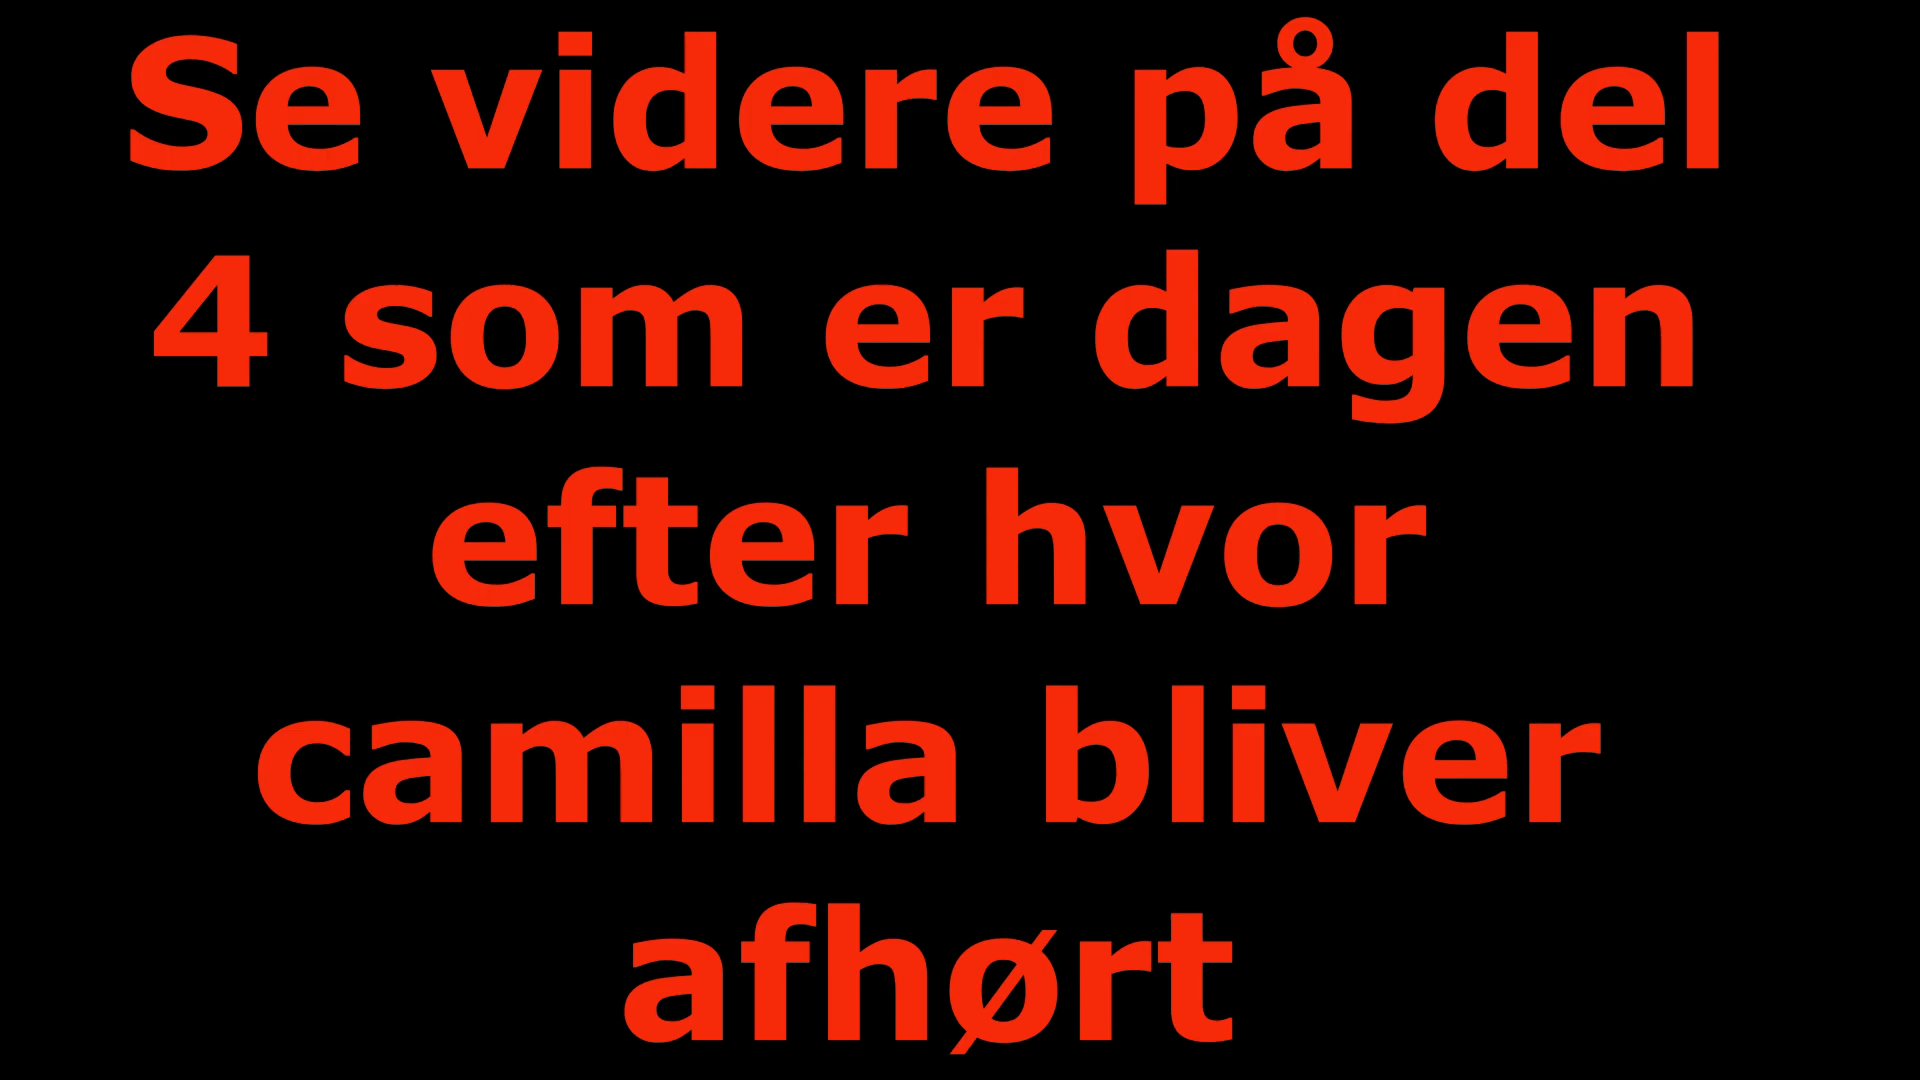 Se videre på del
4 som er dagen
efter hvor
camilla bliver
afhørt